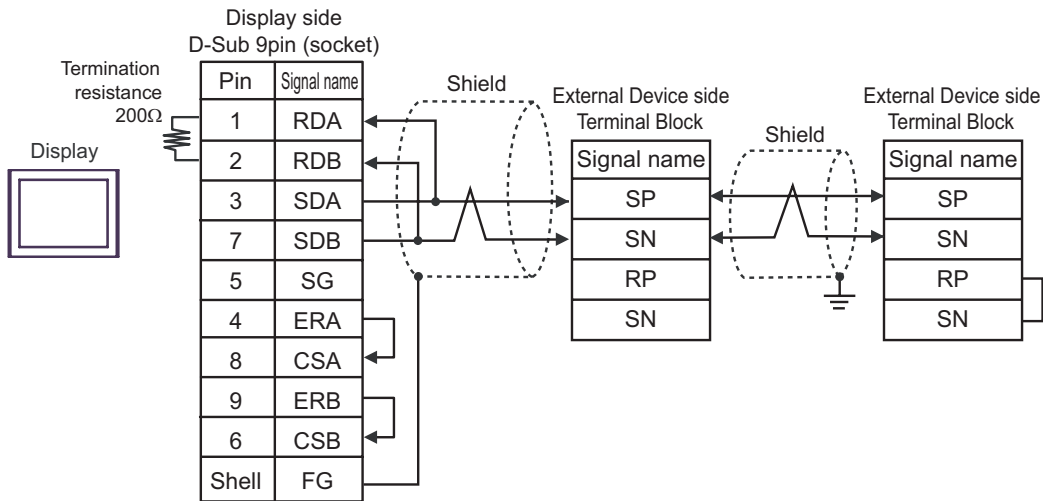 Display side
D-Sub 9pin (socket)
Termination
resistance
200Ω
Display
Pin Signal name
1 RDA
2 RDB
3 SDA
7 SDB
5 SG
4 ERA
8 CSA
9 ERB
6 CSB
Shell FG
Shield
External Device side
Terminal Block
Signal name
SP
SN
RP
SN
Shield
External Device side
Terminal Block
Signal name
SP
SN
RP
SN